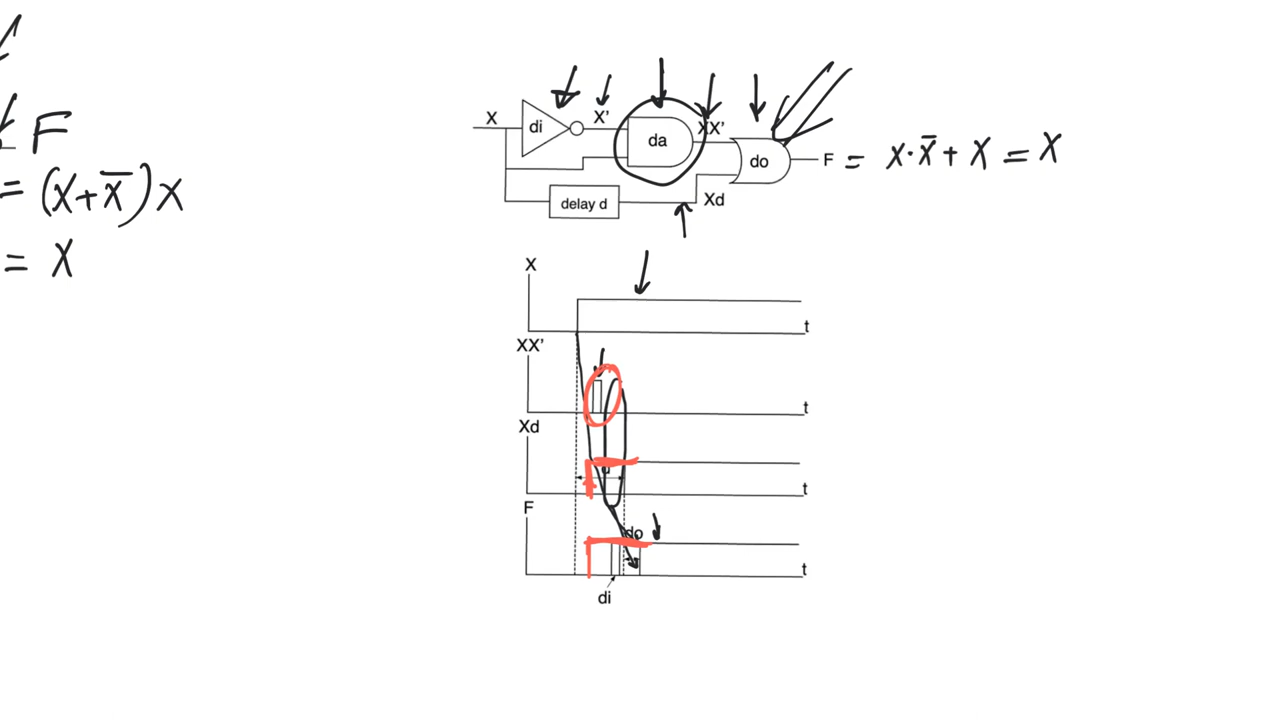 F
= (X+X̅)X
= X
X
di
X'
da
XX'
do
F = X·X̅ + X = X
delay d
Xd
X
t
XX'
t
Xd
t
F
do
t
di